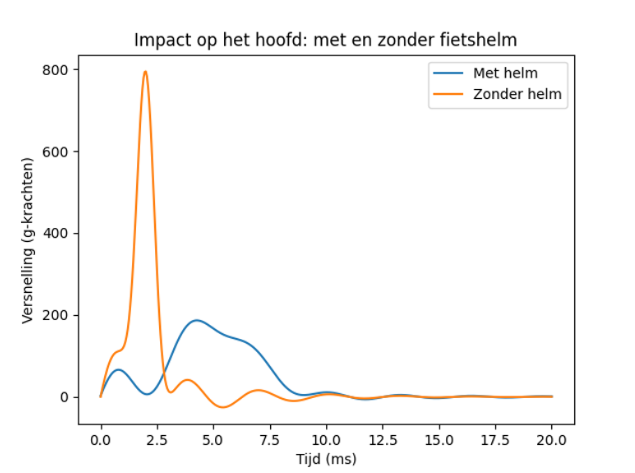 Impact op het hoofd: met en zonder fietshelm
Met helm
Zonder helm
Versnelling (g-krachten)
800
600
400
200
0
0.0 2.5 5.0 7.5 10.0 12.5 15.0 17.5 20.0
Tijd (ms)